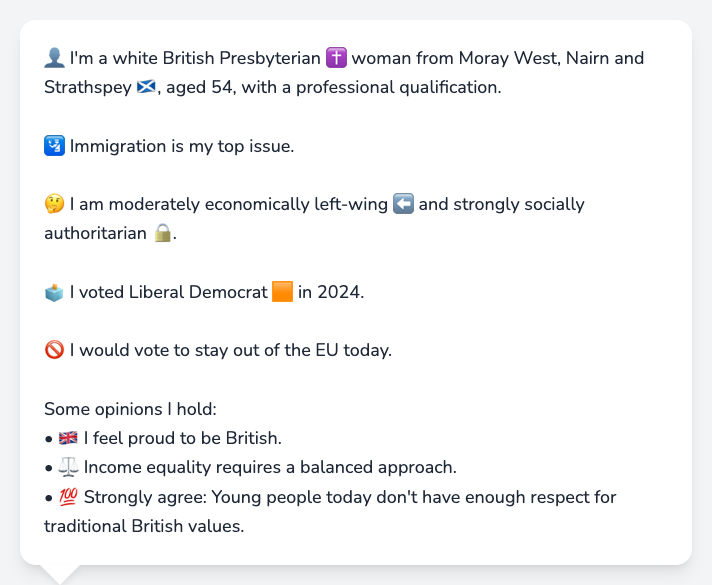 👤 I'm a white British Presbyterian ✝️ woman from Moray West, Nairn and
Strathspey 🏴󠁧󠁢󠁳󠁣󠁴󠁿, aged 54, with a professional qualification.
🛂 Immigration is my top issue.
🤔 I am moderately economically left-wing ⬅️ and strongly socially
authoritarian 🔒.
🗳️ I voted Liberal Democrat 🟧 in 2024.
🚫 I would vote to stay out of the EU today.
Some opinions I hold:
• 🇬🇧 I feel proud to be British.
• ⚖️ Income equality requires a balanced approach.
• 💯 Strongly agree: Young people today don't have enough respect for
traditional British values.